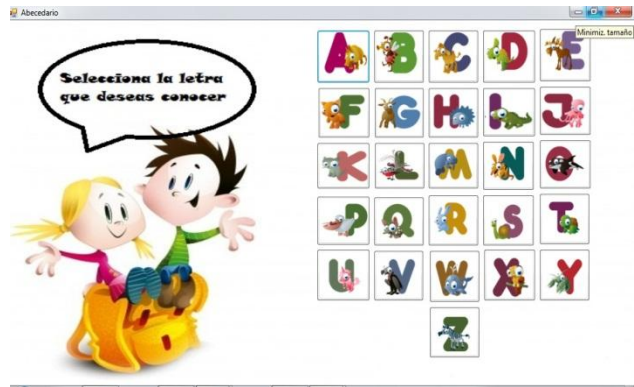 Abecedario
Minimiz. tamaño
Selecciona la letra
que deseas conocer
A B C D E
F G H I J
K L M N O
P Q R S T
U V W X Y
Z